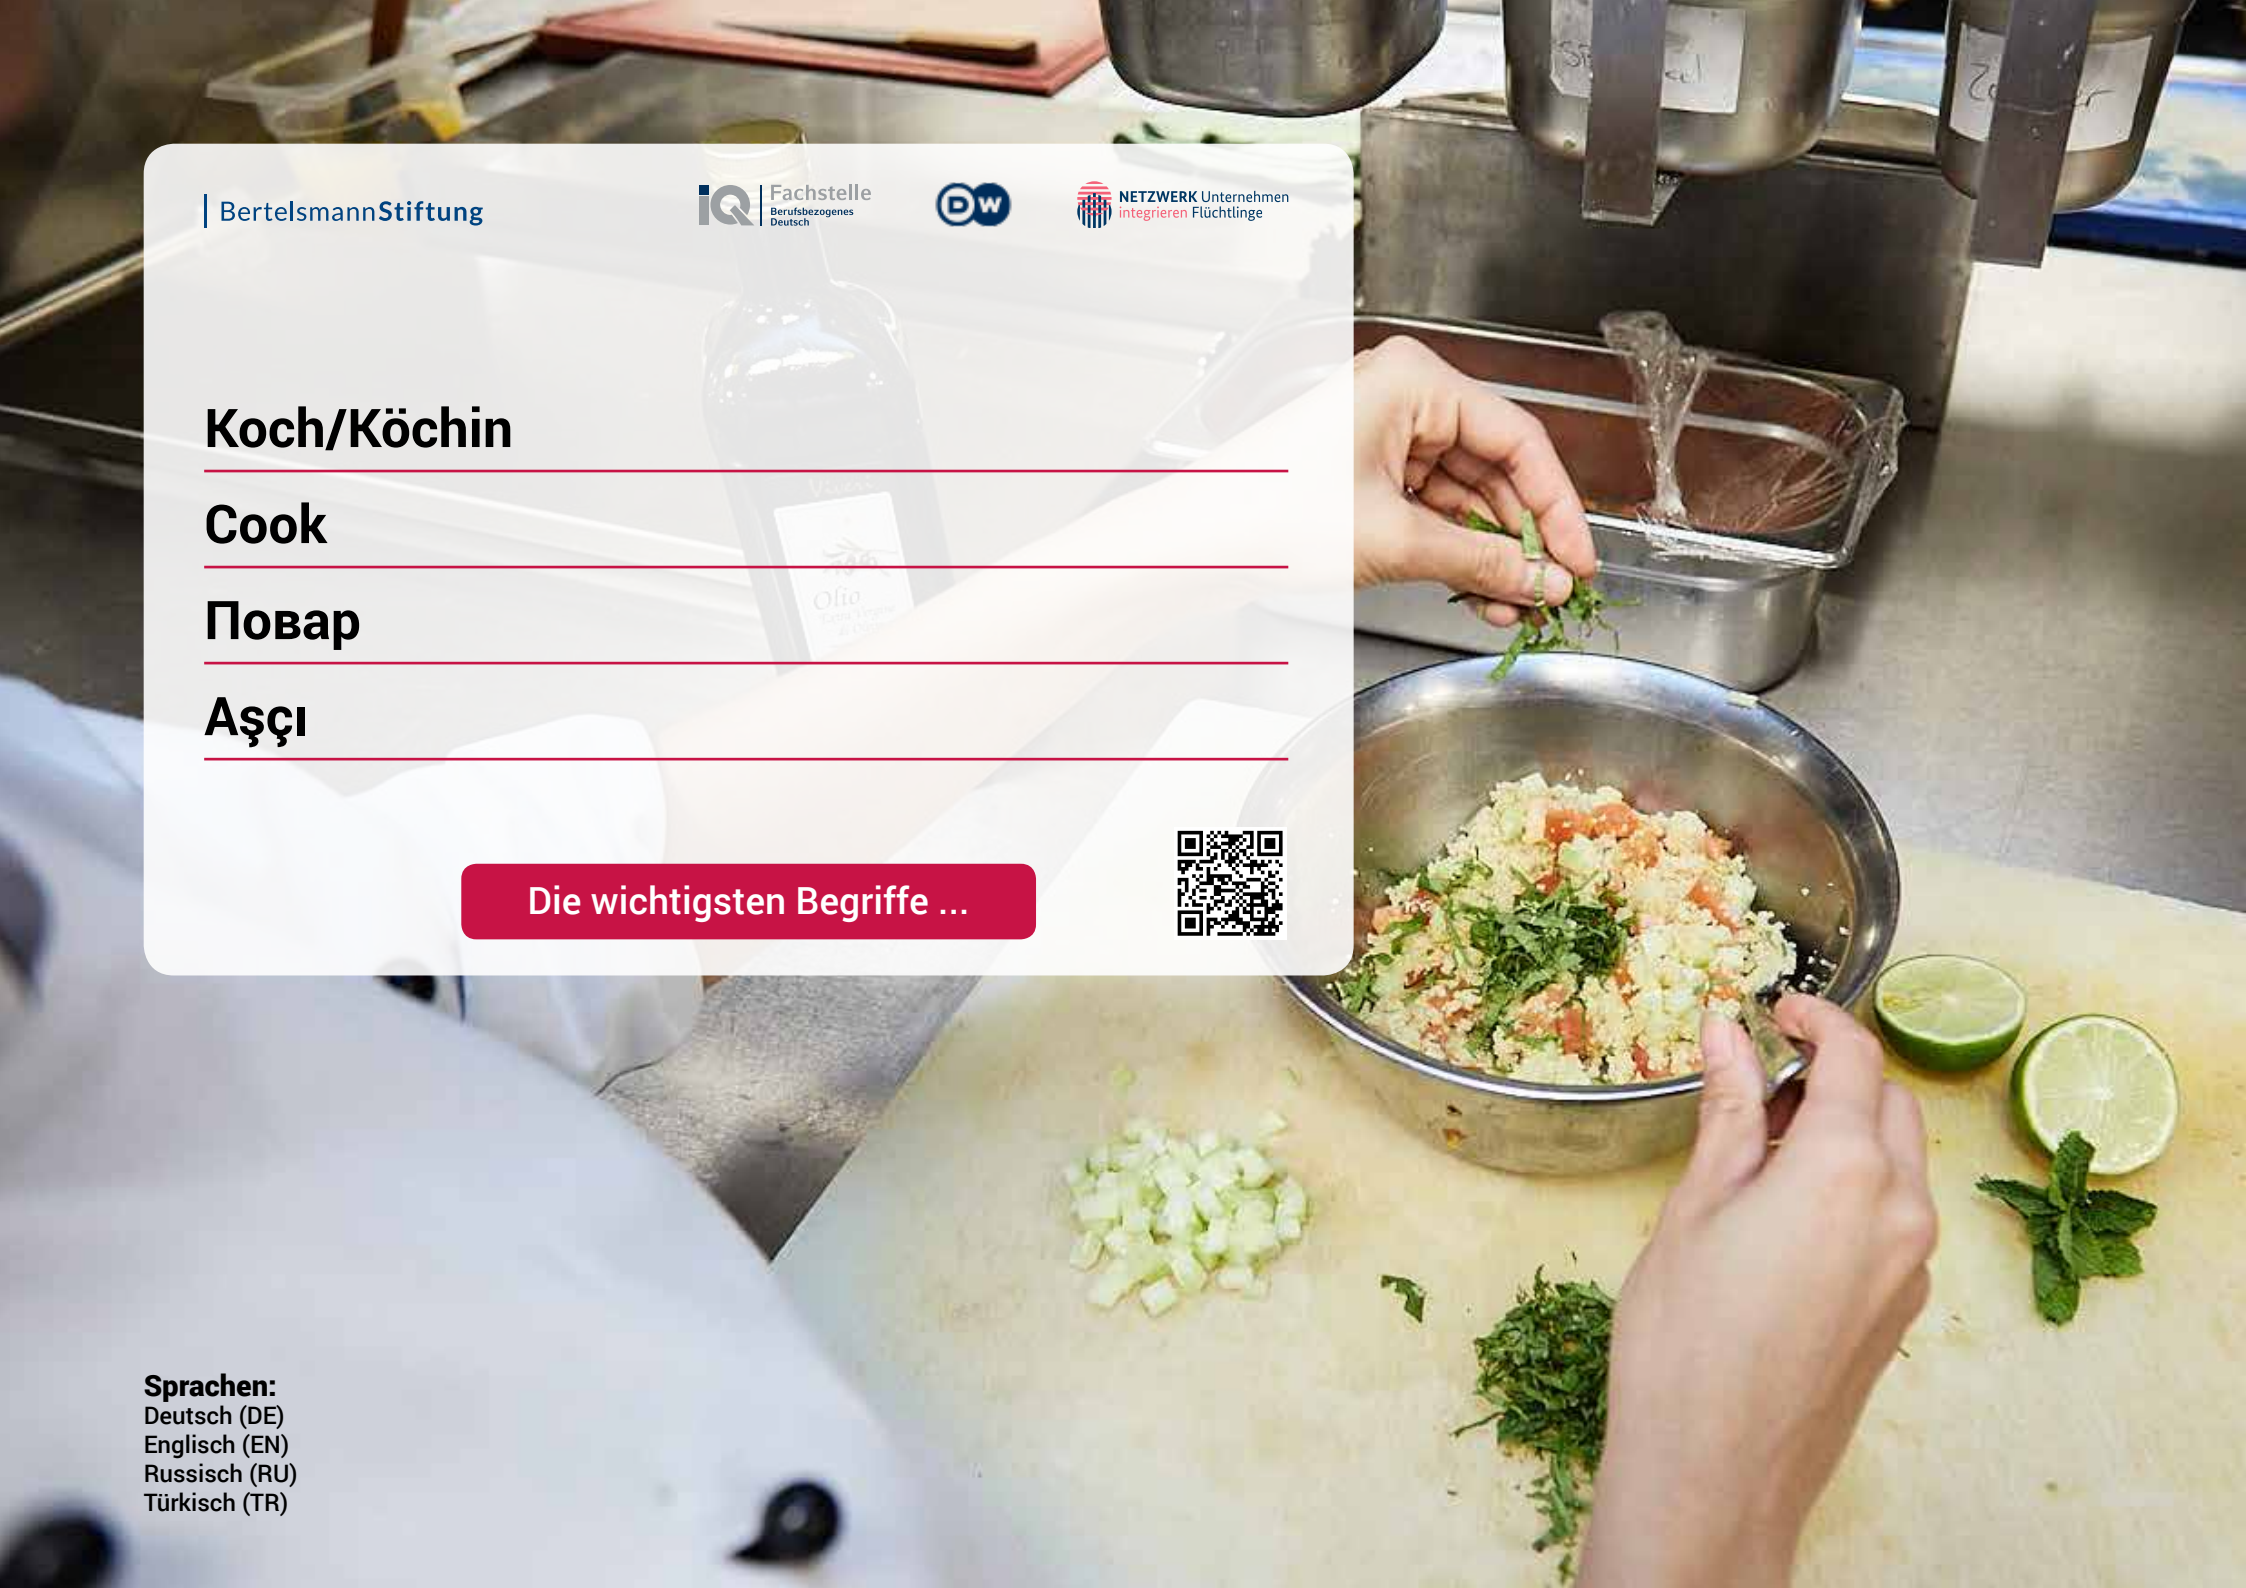 BertelsmannStiftung
iQ Fachstelle
Berufsbezogenes
Deutsch
DW
NETZWERK Unternehmen
integrieren Flüchtlinge
Koch/Köchin
Cook
Повар
Aşçı
Viveri
Olio
Die wichtigsten Begriffe ...
Sprachen:
Deutsch (DE)
Englisch (EN)
Russisch (RU)
Türkisch (TR)